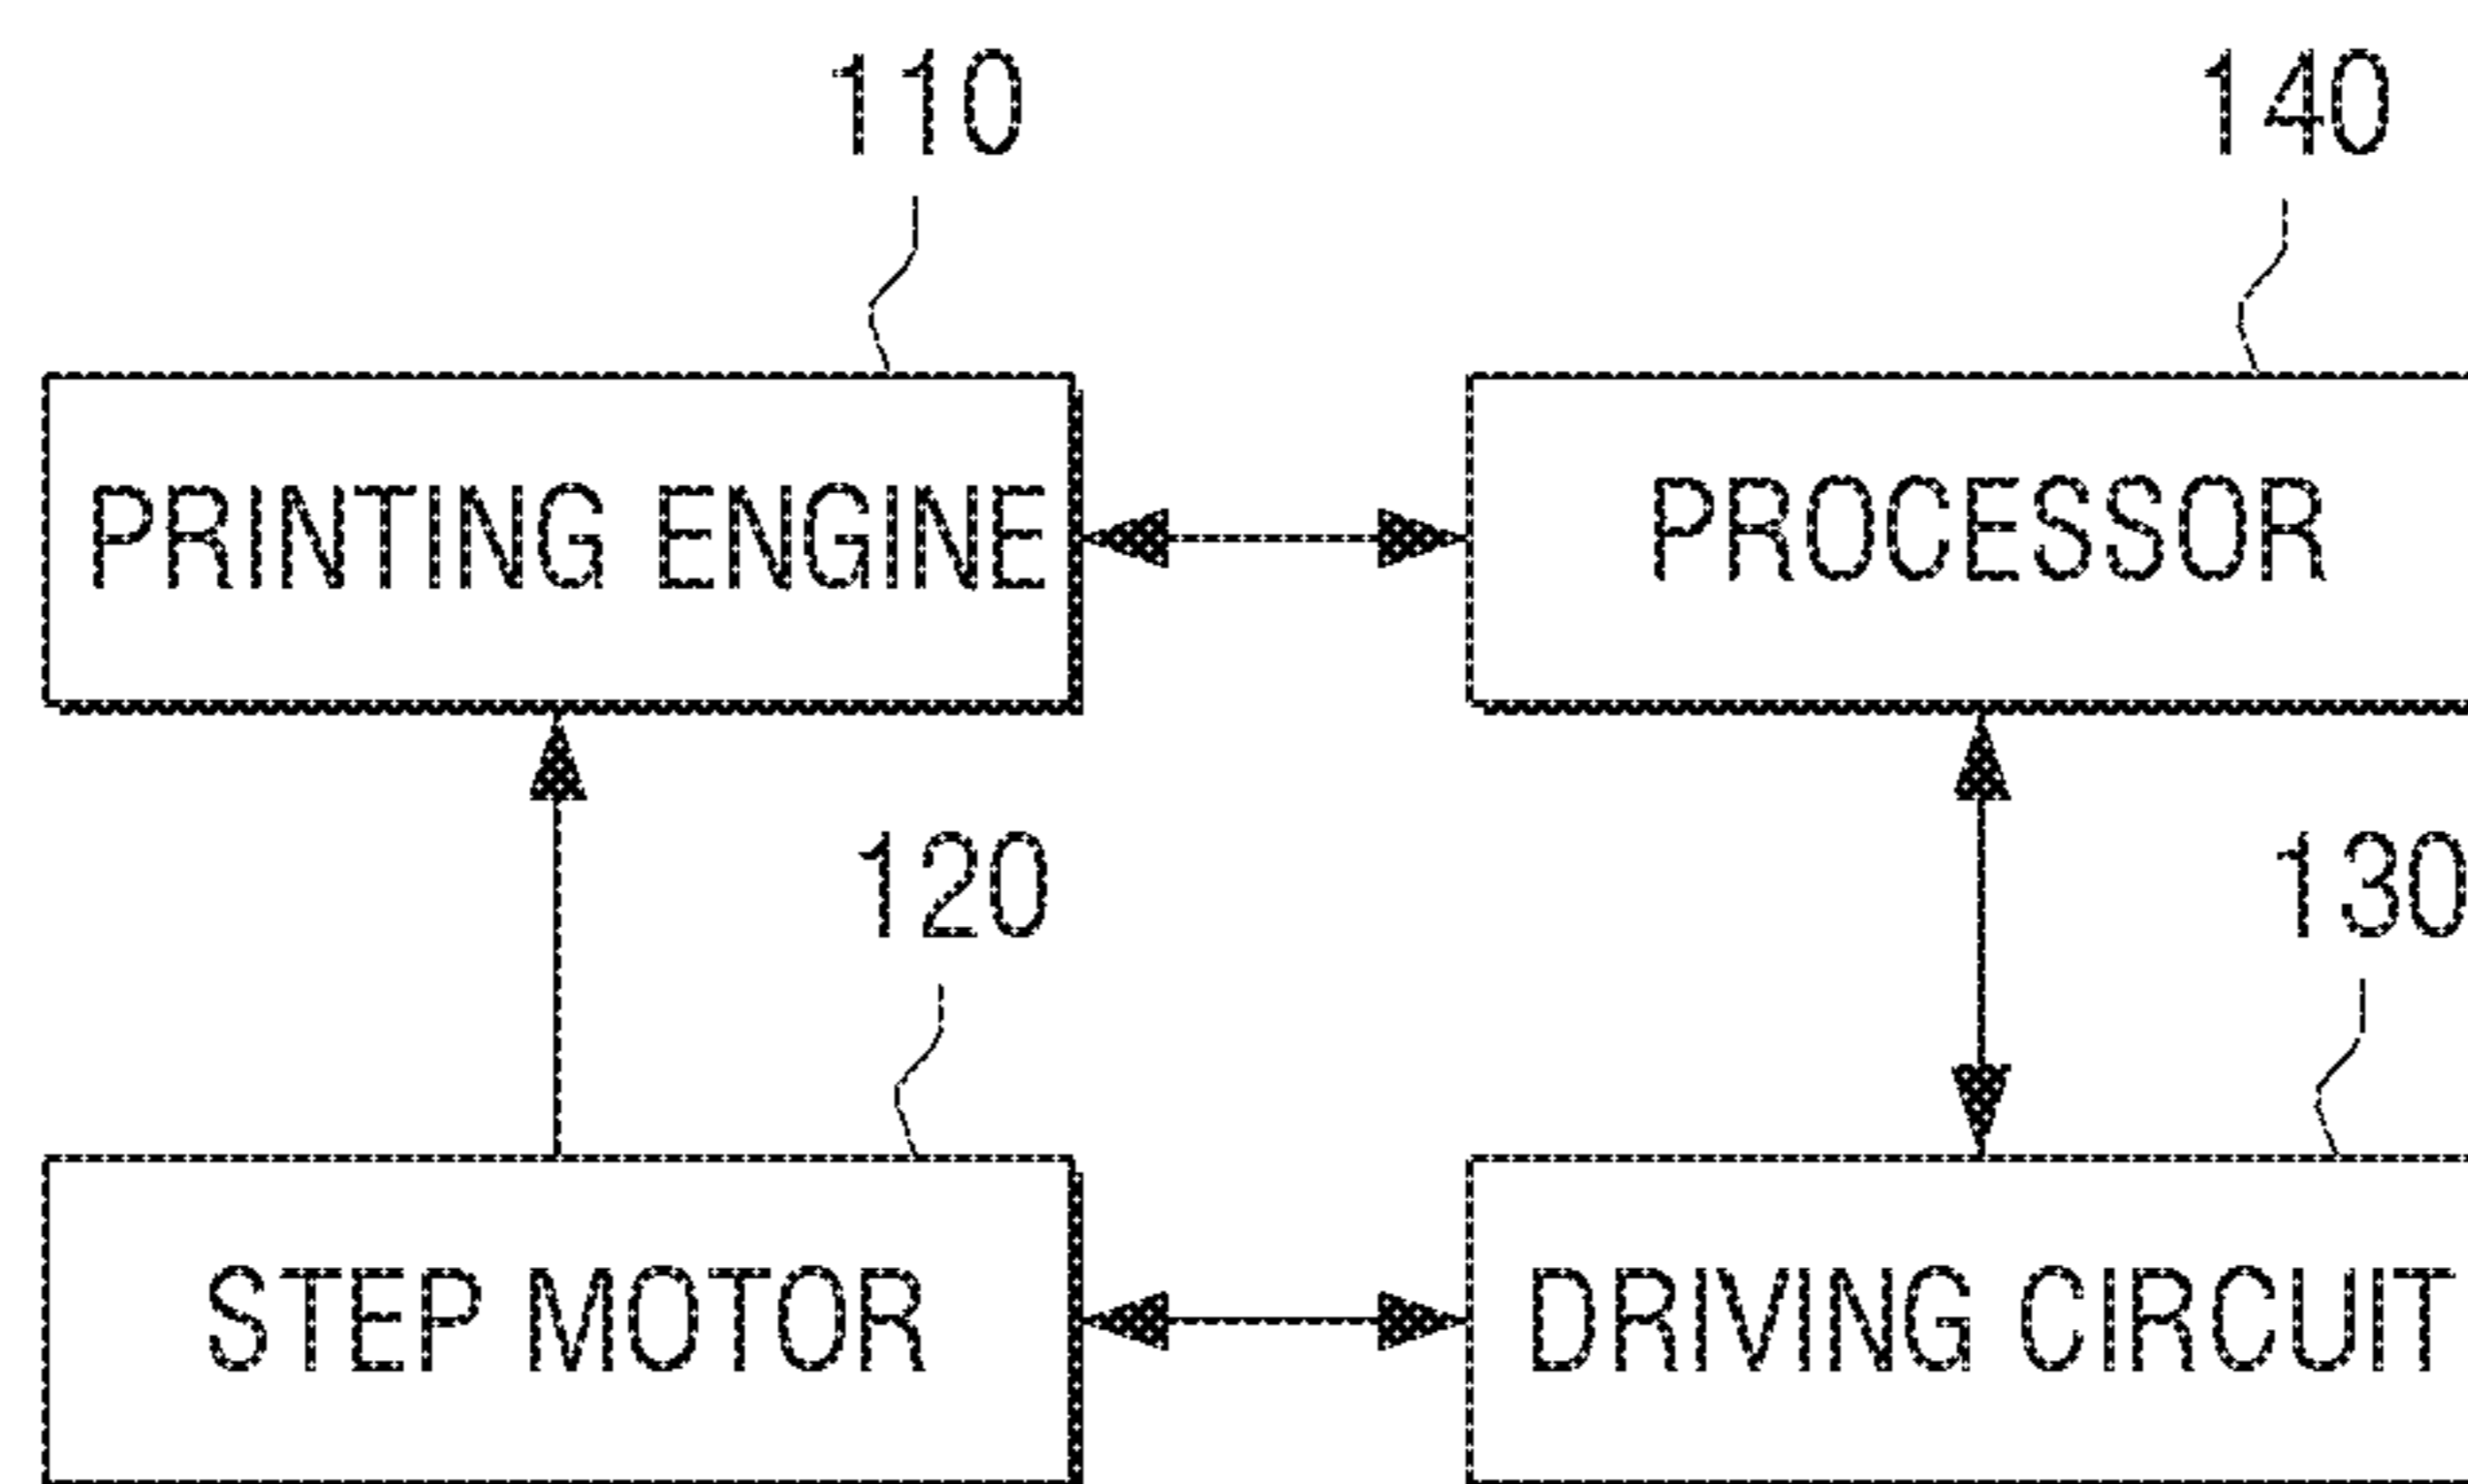 110
140
PRINTING ENGINE
PROCESSOR
120
130
STEP MOTOR
DRIVING CIRCUIT